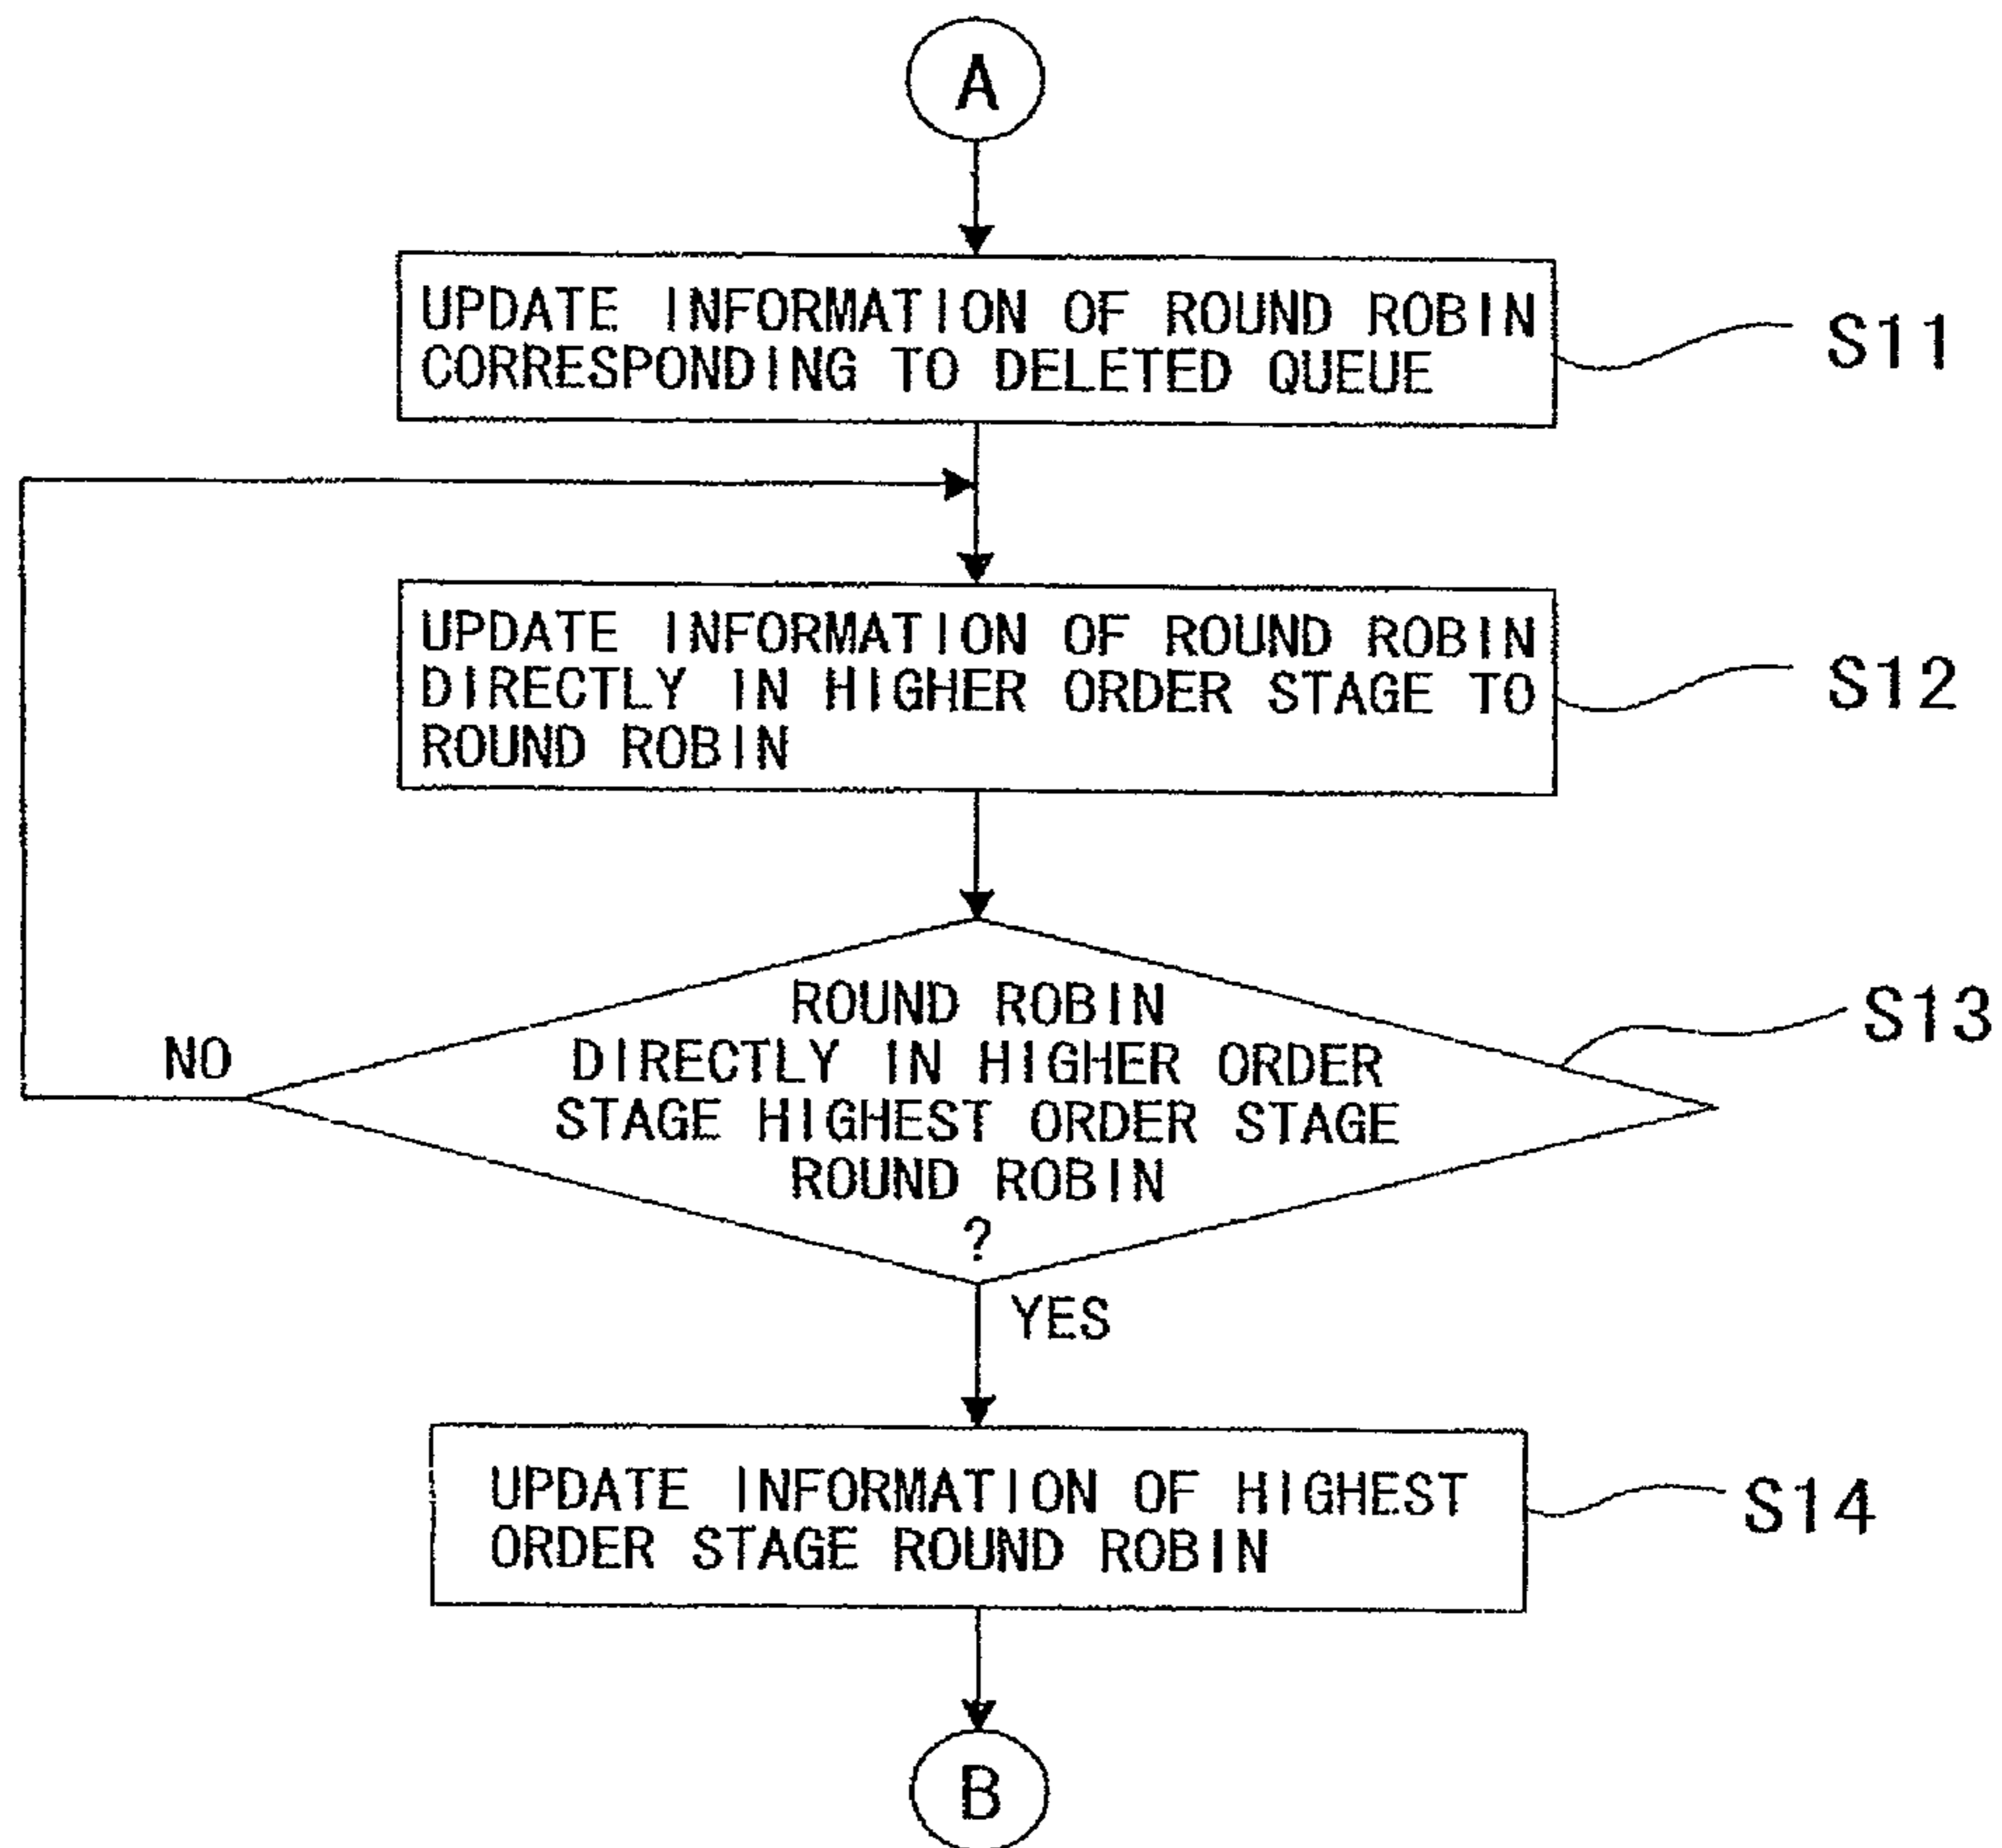 A
UPDATE INFORMATION OF ROUND ROBIN
CORRESPONDING TO DELETED QUEUE
S11
UPDATE INFORMATION OF ROUND ROBIN
DIRECTLY IN HIGHER ORDER STAGE TO
ROUND ROBIN
S12
ROUND ROBIN
DIRECTLY IN HIGHER ORDER
STAGE HIGHEST ORDER STAGE
ROUND ROBIN
?
S13
NO
YES
UPDATE INFORMATION OF HIGHEST
ORDER STAGE ROUND ROBIN
S14
B